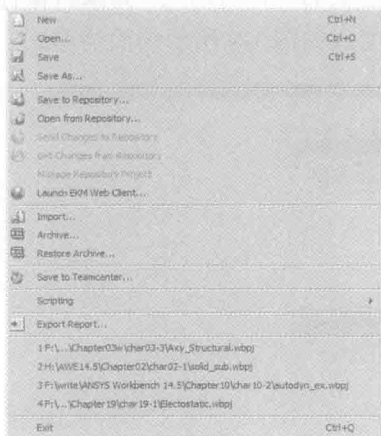 New Ctrl+N
Open... Ctrl+O
Save Ctrl+S
Save As...
Save to Repository...
Open from Repository...
Send Changes to Repository
Get Changes from Repository
Manage Repository Project
Launch EKM Web Client...
Import...
Archive...
Restore Archive...
Save to Teamcenter...
Scripting
Export Report...
1 F:\...\Chapter03w\char03-3\Axy_Structural.wbpj
2 H:\AWE14.5\Chapter02\char02-1\solid_sub.wbpj
3 F:\write\ANSYS Workbench 14.5\Chapter10\char10-2\autodyn_ex.wbpj
4 F:\...\Chapter19\char19-1\Electostatic.wbpj
Exit Ctrl+Q